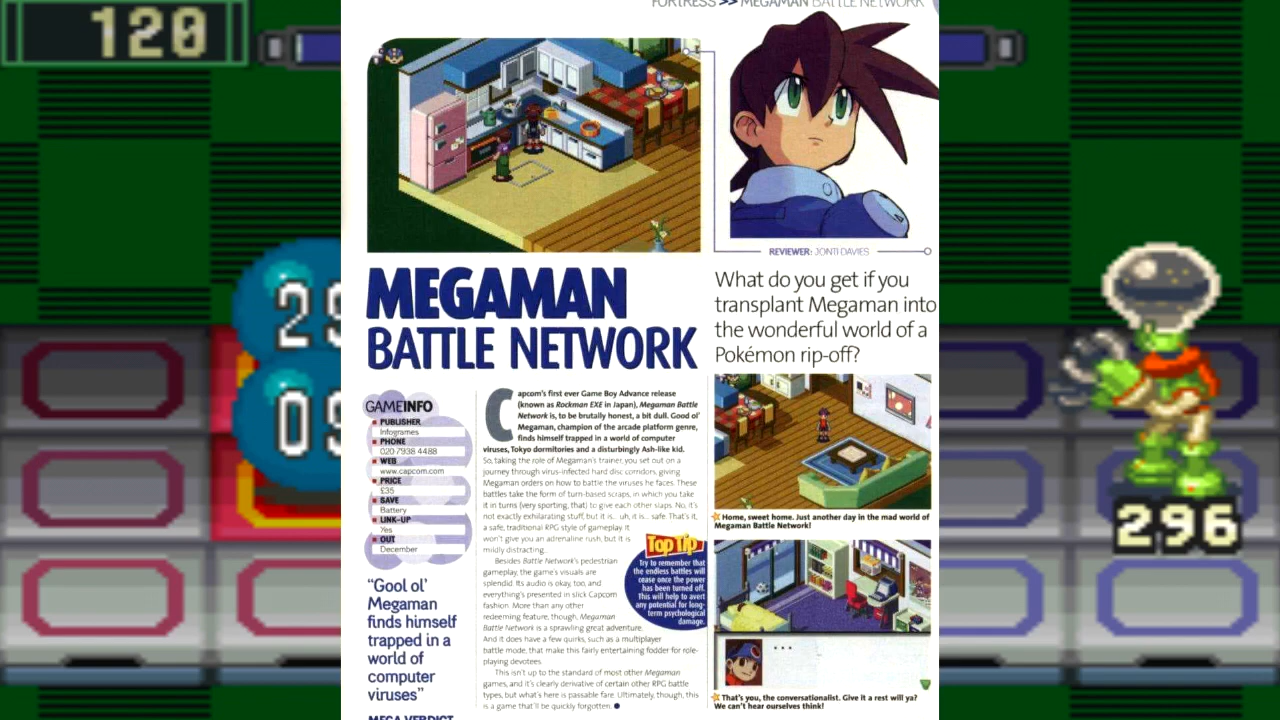 FORTRESS >> MEGAMAN BATTLE NETWORK
120
REVIEWER: JONTI DAVIES
MEGAMAN
BATTLE NETWORK
What do you get if you
transplant Megaman into
the wonderful world of a
Pokémon rip-off?
GAMEINFO
PUBLISHER
Infogrames
PHONE
020 7938 4488
WEB
www.capcom.com
PRICE
£35
SAVE
Battery
LINK-UP
Yes
OUT
December
"Gool ol'
Megaman
finds himself
trapped in a
world of
computer
viruses"
MEGA VERDICT
Capcom's first ever Game Boy Advance release
(known as Rockman EXE in Japan), Megaman Battle
Network is, to be brutally honest, a bit dull. Good ol'
Megaman, champion of the arcade platform genre,
finds himself trapped in a world of computer
viruses, Tokyo dormitories and a disturbingly Ash-like kid.
So, taking the role of Megaman's trainer, you set out on a
journey through virus-infected hard disc corridors, giving
Megaman orders on how to battle the viruses he faces. These
battles take the form of turn-based scraps, in which you take
it in turns (very sporting, that) to give each other slaps. No, it's
not exactly exhilarating stuff, but it is... uh, it is... safe. That's it,
a safe, traditional RPG style of gameplay. It
won't give you an adrenaline rush, but it is
mildly distracting...
Besides Battle Network's pedestrian
gameplay, the game's visuals are
splendid. Its audio is okay, too, and
everything's presented in slick Capcom
fashion. More than any other
redeeming feature, though, Megaman
Battle Network is a sprawling great adventure.
And it does have a few quirks, such as a multiplayer
battle mode, that make this fairly entertaining fodder for role-
playing devotees.
This isn't up to the standard of most other Megaman
games, and it's clearly derivative of certain other RPG battle
types, but what's here is passable fare. Ultimately, though, this
is a game that'll be quickly forgotten.
Top Tip
Try to remember that
the endless battles will
cease once the power
has been turned off.
This will help to avert
any potential for long-
term psychological
damage.
Home, sweet home. Just another day in the mad world of
Megaman Battle Network!
...
That's you, the conversationalist. Give it a rest will ya?
We can't hear ourselves think!
296